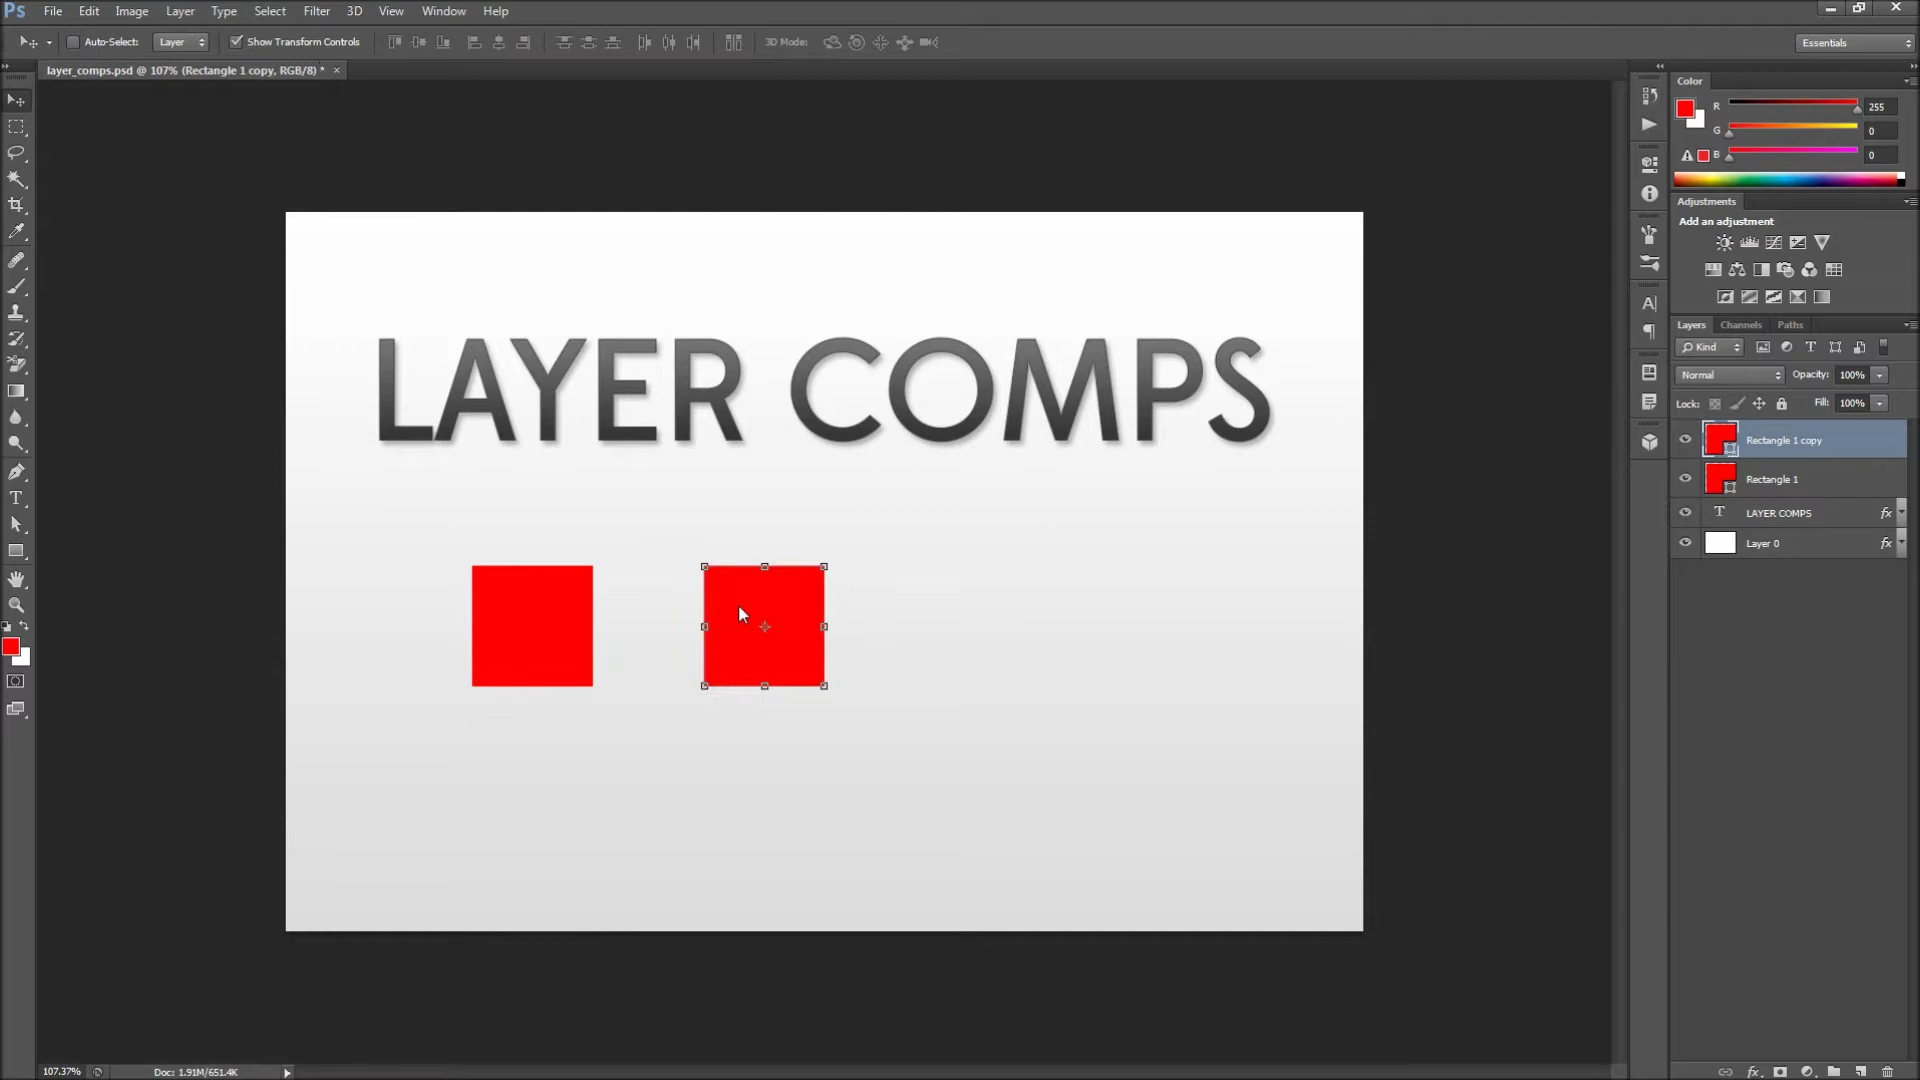 Ps File Edit Image Layer Type Select Filter 3D View Window Help
Auto-Select: Layer Show Transform Controls 3D Mode: Essentials
layer_comps.psd @ 107% (Rectangle 1 copy, RGB/8) * ×
Color
R 255
G 0
B 0
Adjustments
Add an adjustment
Layers Channels Paths
Kind
Normal Opacity: 100%
Lock: Fill: 100%
Rectangle 1 copy
Rectangle 1
LAYER COMPS fx
Layer 0 fx
LAYER COMPS
107.37% Doc: 1.91M/651.4K